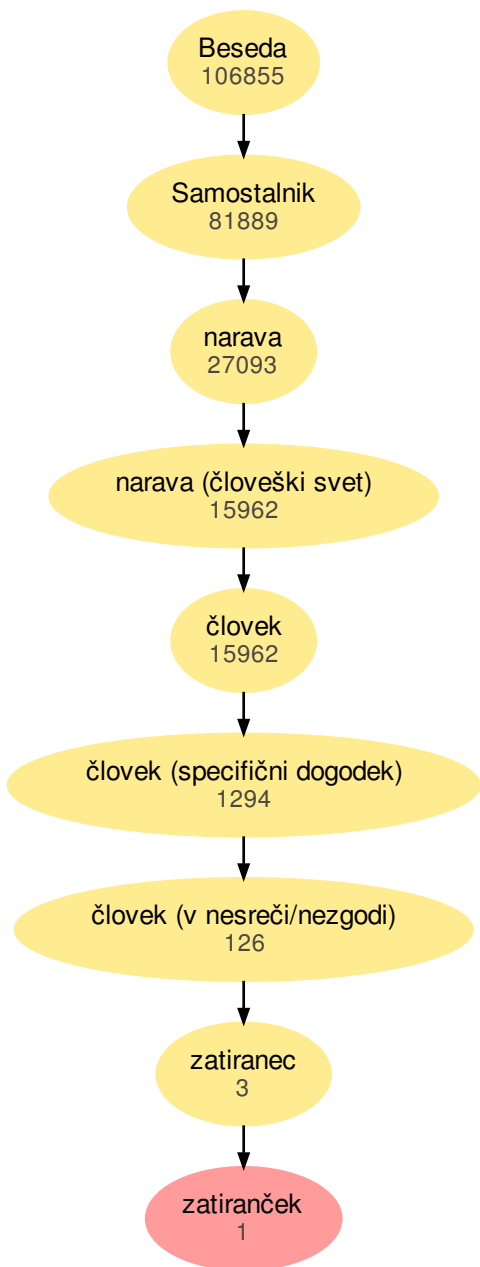 Beseda
106855
Samostalnik
81889
narava
27093
narava (človeški svet)
15962
človek
15962
človek (specifični dogodek)
1294
človek (v nesreči/nezgodi)
126
zatiranec
3
zatiranček
1